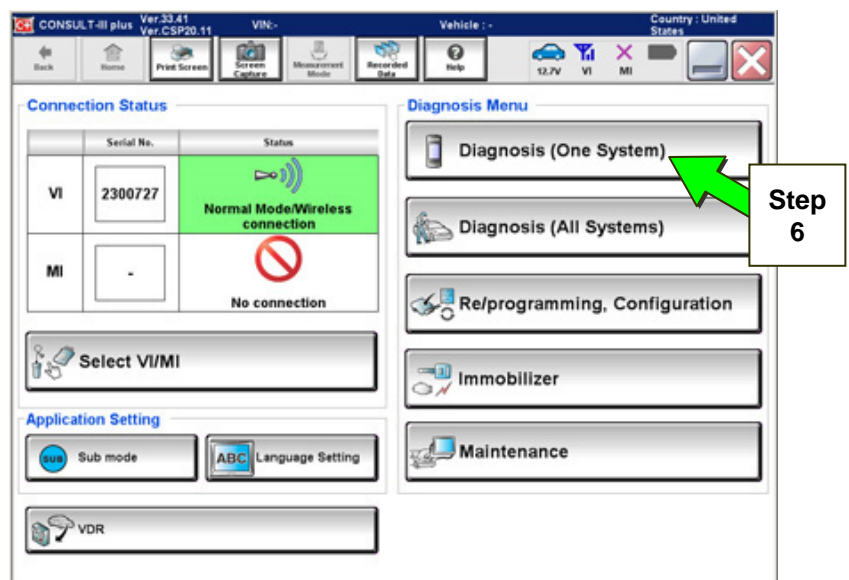 CONSULT-III plus Ver.33.41 Ver.CSP20.11 VIN:- Vehicle : - Country : United States
Back
Home
Print Screen
Screen Capture
Measurement Mode
Recorded Data
Help
12.7V
VI
MI
Connection Status
Serial No.
Status
VI
2300727
Normal Mode/Wireless connection
MI
-
No connection
Select VI/MI
Application Setting
SUB
Sub mode
ABC
Language Setting
VDR
Diagnosis Menu
Diagnosis (One System)
Diagnosis (All Systems)
Re/programming, Configuration
Immobilizer
Maintenance
Step
6